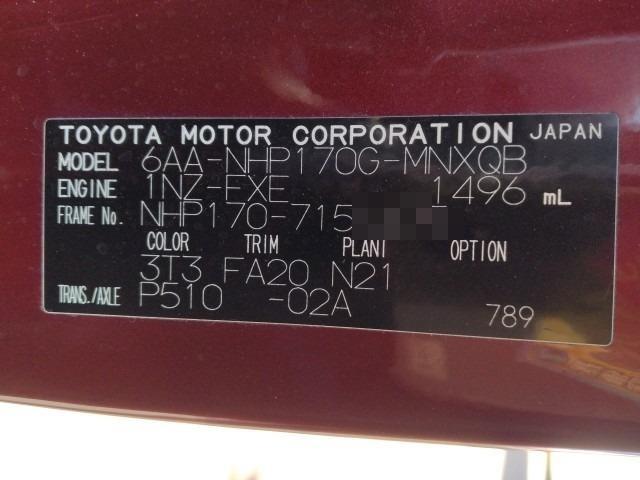 TOYOTA MOTOR CORPORATION JAPAN
MODEL 6AA-NHP170G-MNXQB
ENGINE 1NZ-FXE 1496 mL
FRAME No. NHP170-715
COLOR TRIM PLANT OPTION
3T3 FA20 N21
TRANS./AXLE P510 -02A 789